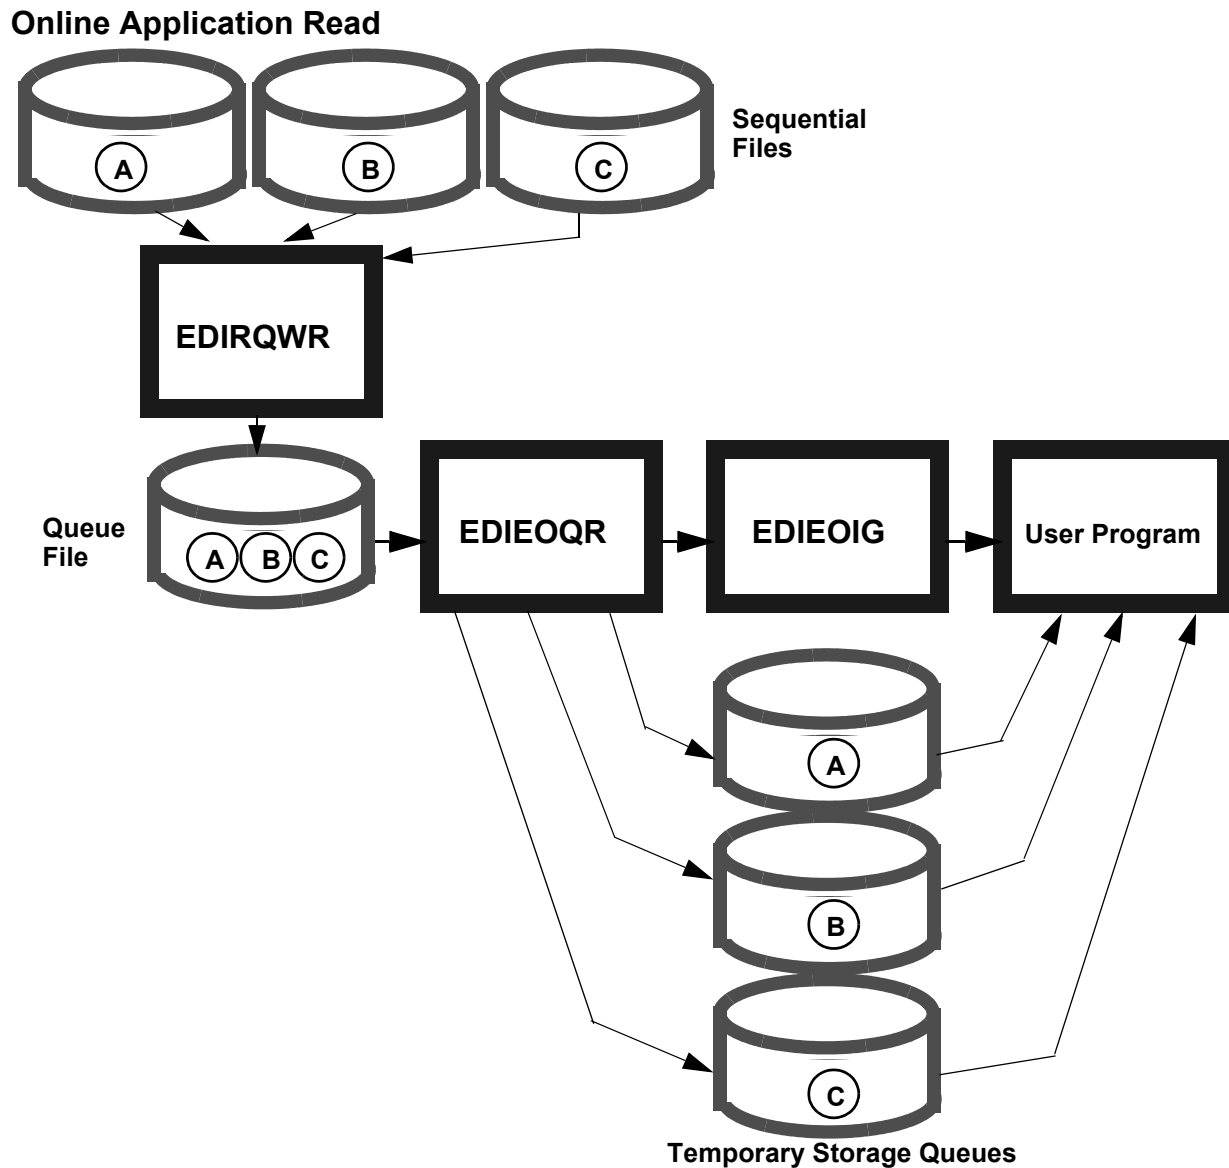 Online Application Read
A
B
C
Sequential
Files
EDIRQWR
Queue
File
A B C
EDIEOQR
EDIEOIG
User Program
A
B
C
Temporary Storage Queues